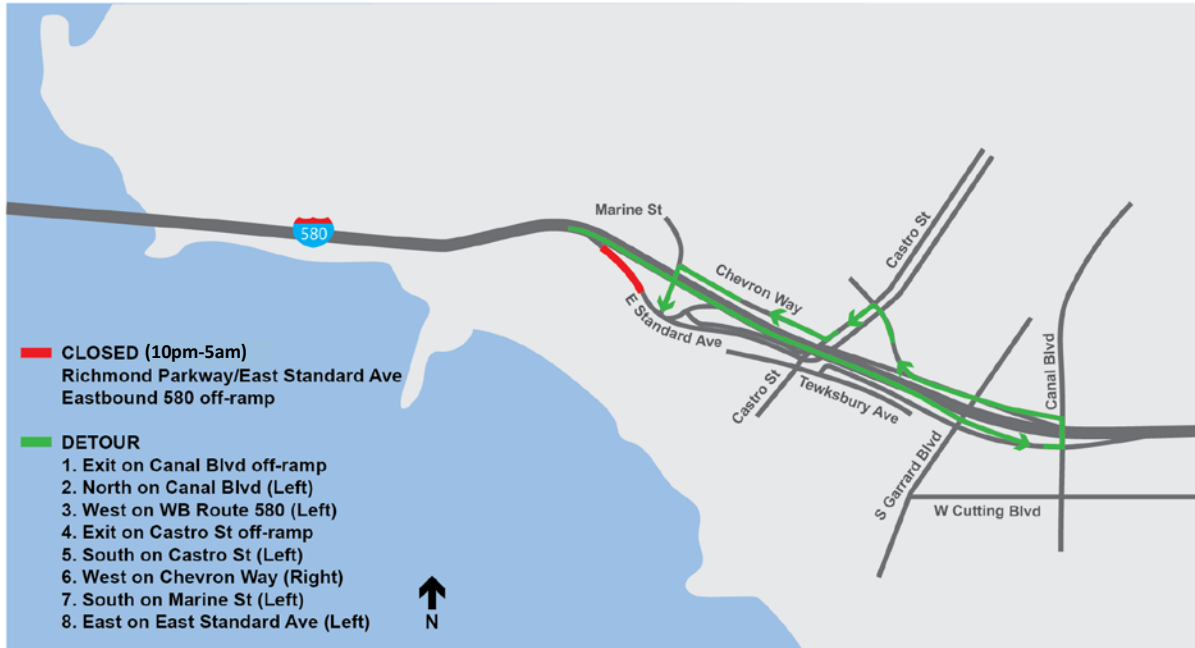 Marine St
Castro St
580
Chevron Way
E Standard Ave
Canal Blvd
CLOSED (10pm-5am)
Richmond Parkway/East Standard Ave
Eastbound 580 off-ramp
Castro St
Tewksbury Ave
S Garrard Blvd
W Cutting Blvd
DETOUR
1. Exit on Canal Blvd off-ramp
2. North on Canal Blvd (Left)
3. West on WB Route 580 (Left)
4. Exit on Castro St off-ramp
5. South on Castro St (Left)
6. West on Chevron Way (Right)
7. South on Marine St (Left)
8. East on East Standard Ave (Left)
N